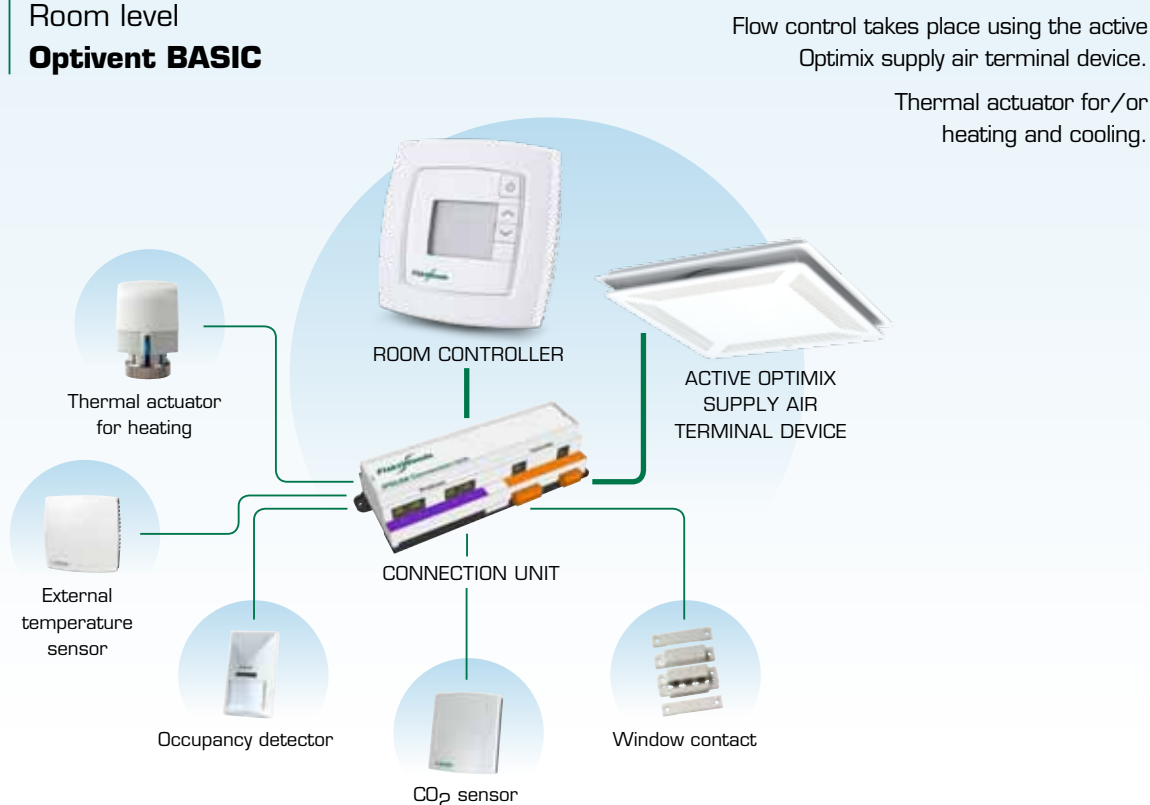 Room level
Optivent BASIC
Flow control takes place using the active
Optimix supply air terminal device.
Thermal actuator for/or
heating and cooling.
ROOM CONTROLLER
ACTIVE OPTIMIX
SUPPLY AIR
TERMINAL DEVICE
Thermal actuator
for heating
FläktWoods
CONNECTION UNIT
External
temperature
sensor
Occupancy detector
CO₂ sensor
Window contact